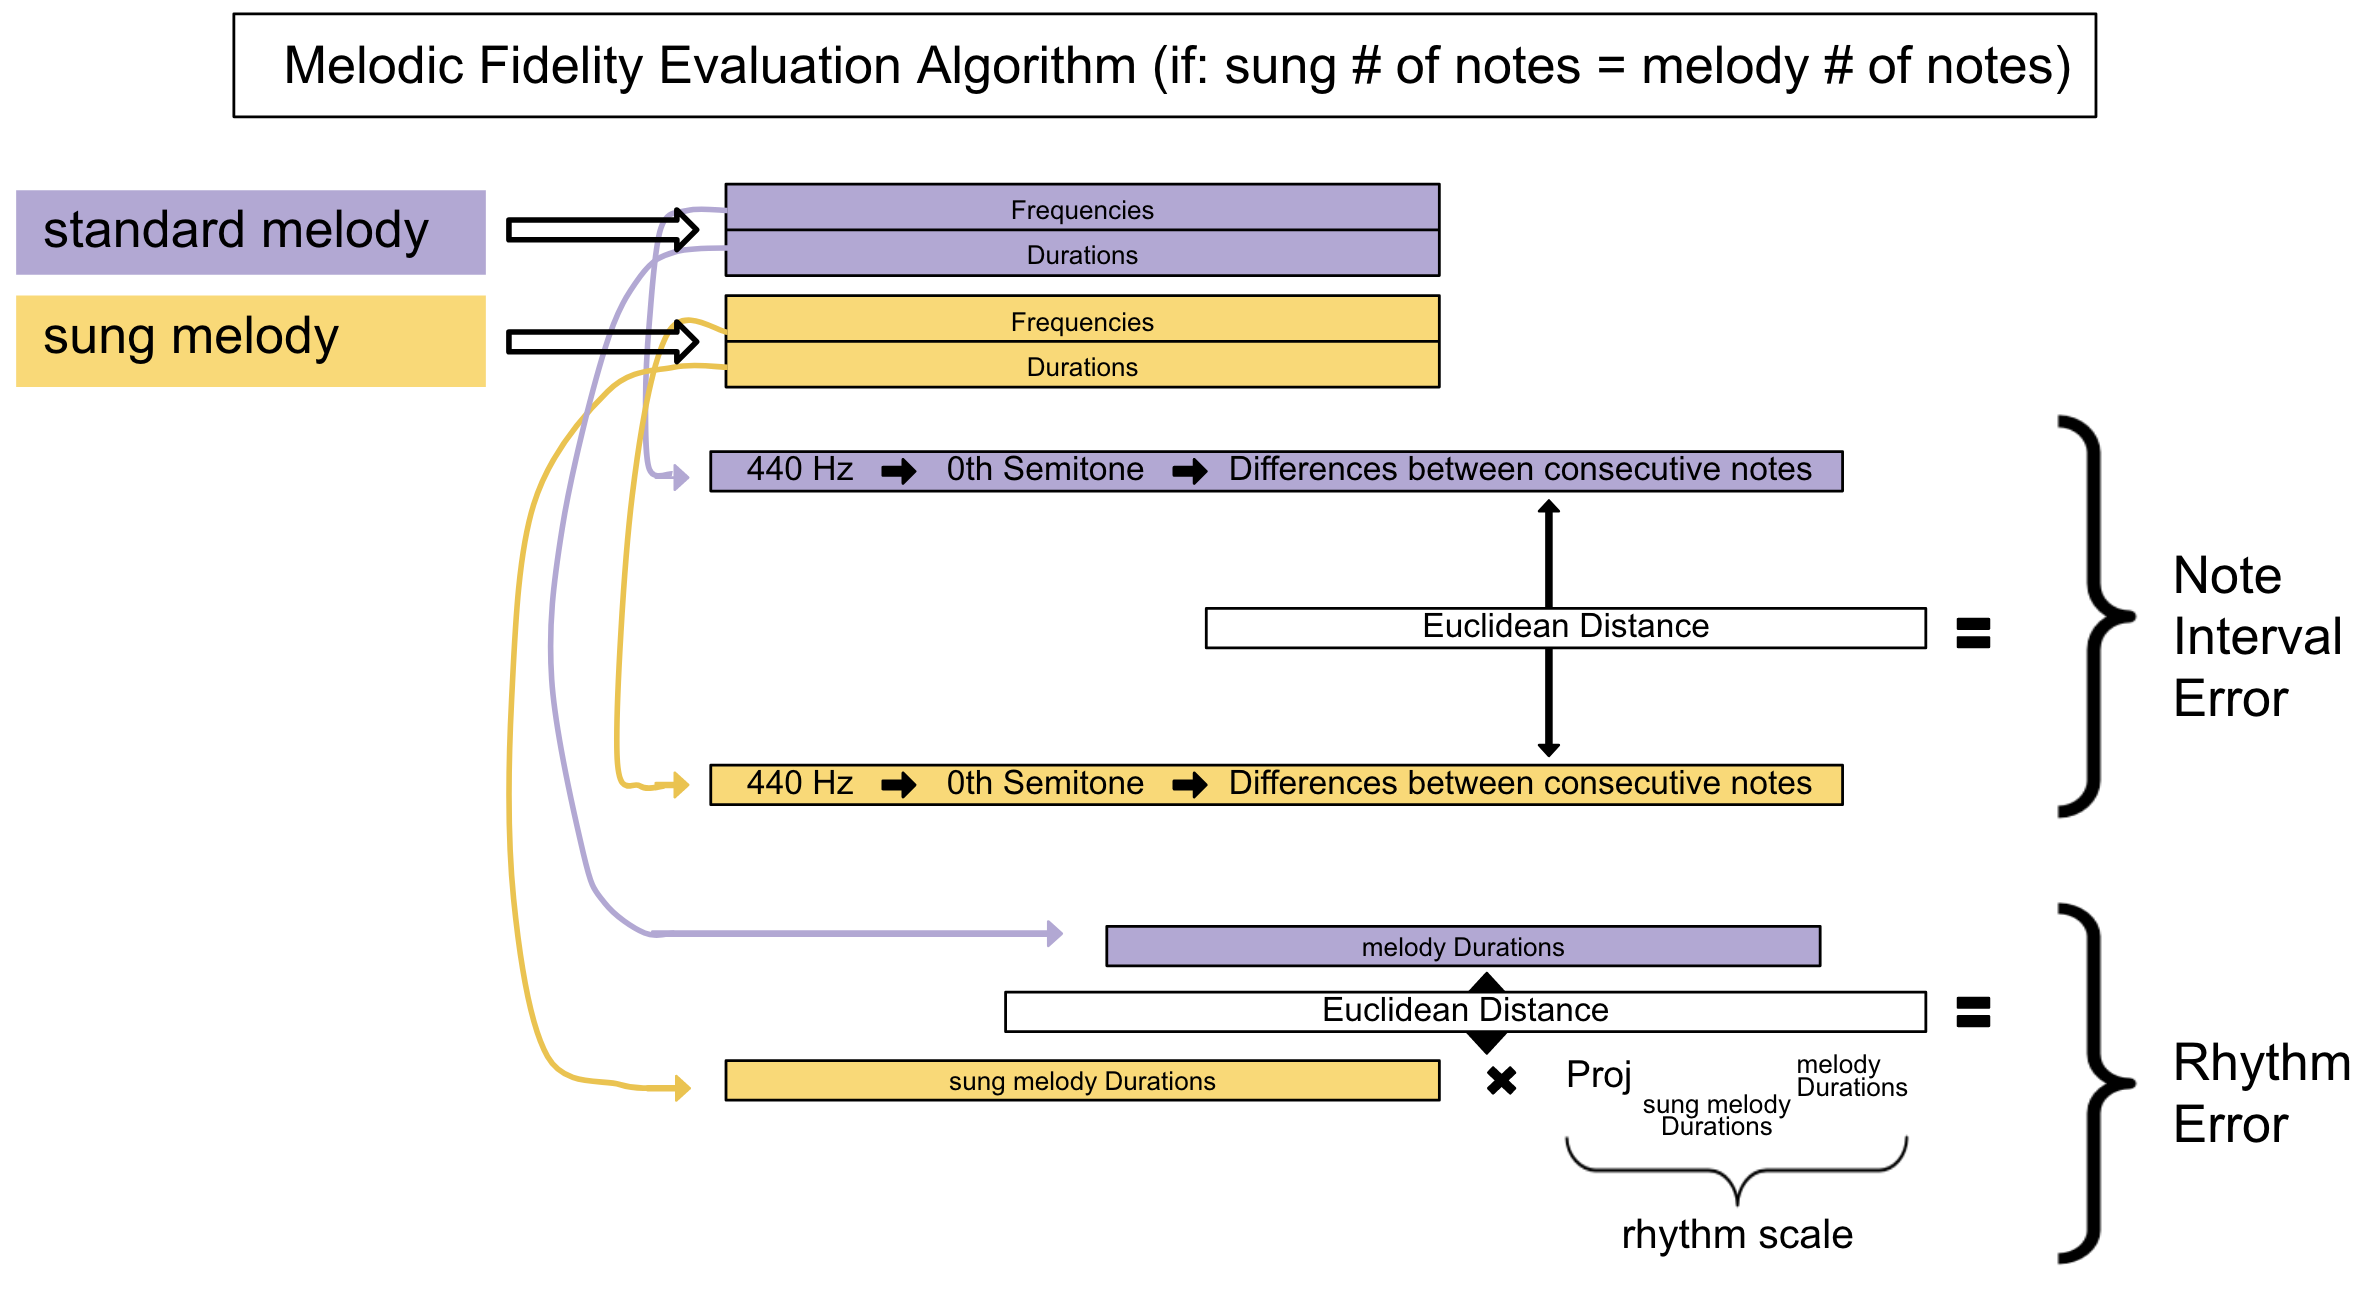 Melodic Fidelity Evaluation Algorithm (if: sung # of notes = melody # of notes)
standard melody
Frequencies
Durations
sung melody
Frequencies
Durations
440 Hz 0th Semitone Differences between consecutive notes
Euclidean Distance =
440 Hz 0th Semitone Differences between consecutive notes
Note
Interval
Error
melody Durations
Euclidean Distance =
sung melody Durations × Proj
sung melody
Durations
melody
Durations
rhythm scale
Rhythm
Error